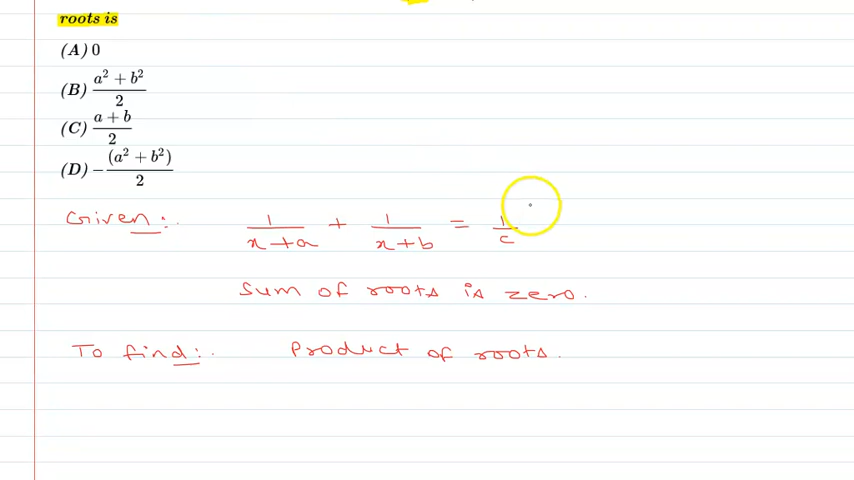 roots is
(A) 0
(B) \frac{a^2 + b^2}{2}
(C) \frac{a + b}{2}
(D) -\frac{(a^2 + b^2)}{2}
Given :. \frac{1}{x+a} + \frac{1}{x+b} = \frac{1}{c}
Sum of roots is zero.
To find :. Product of roots.